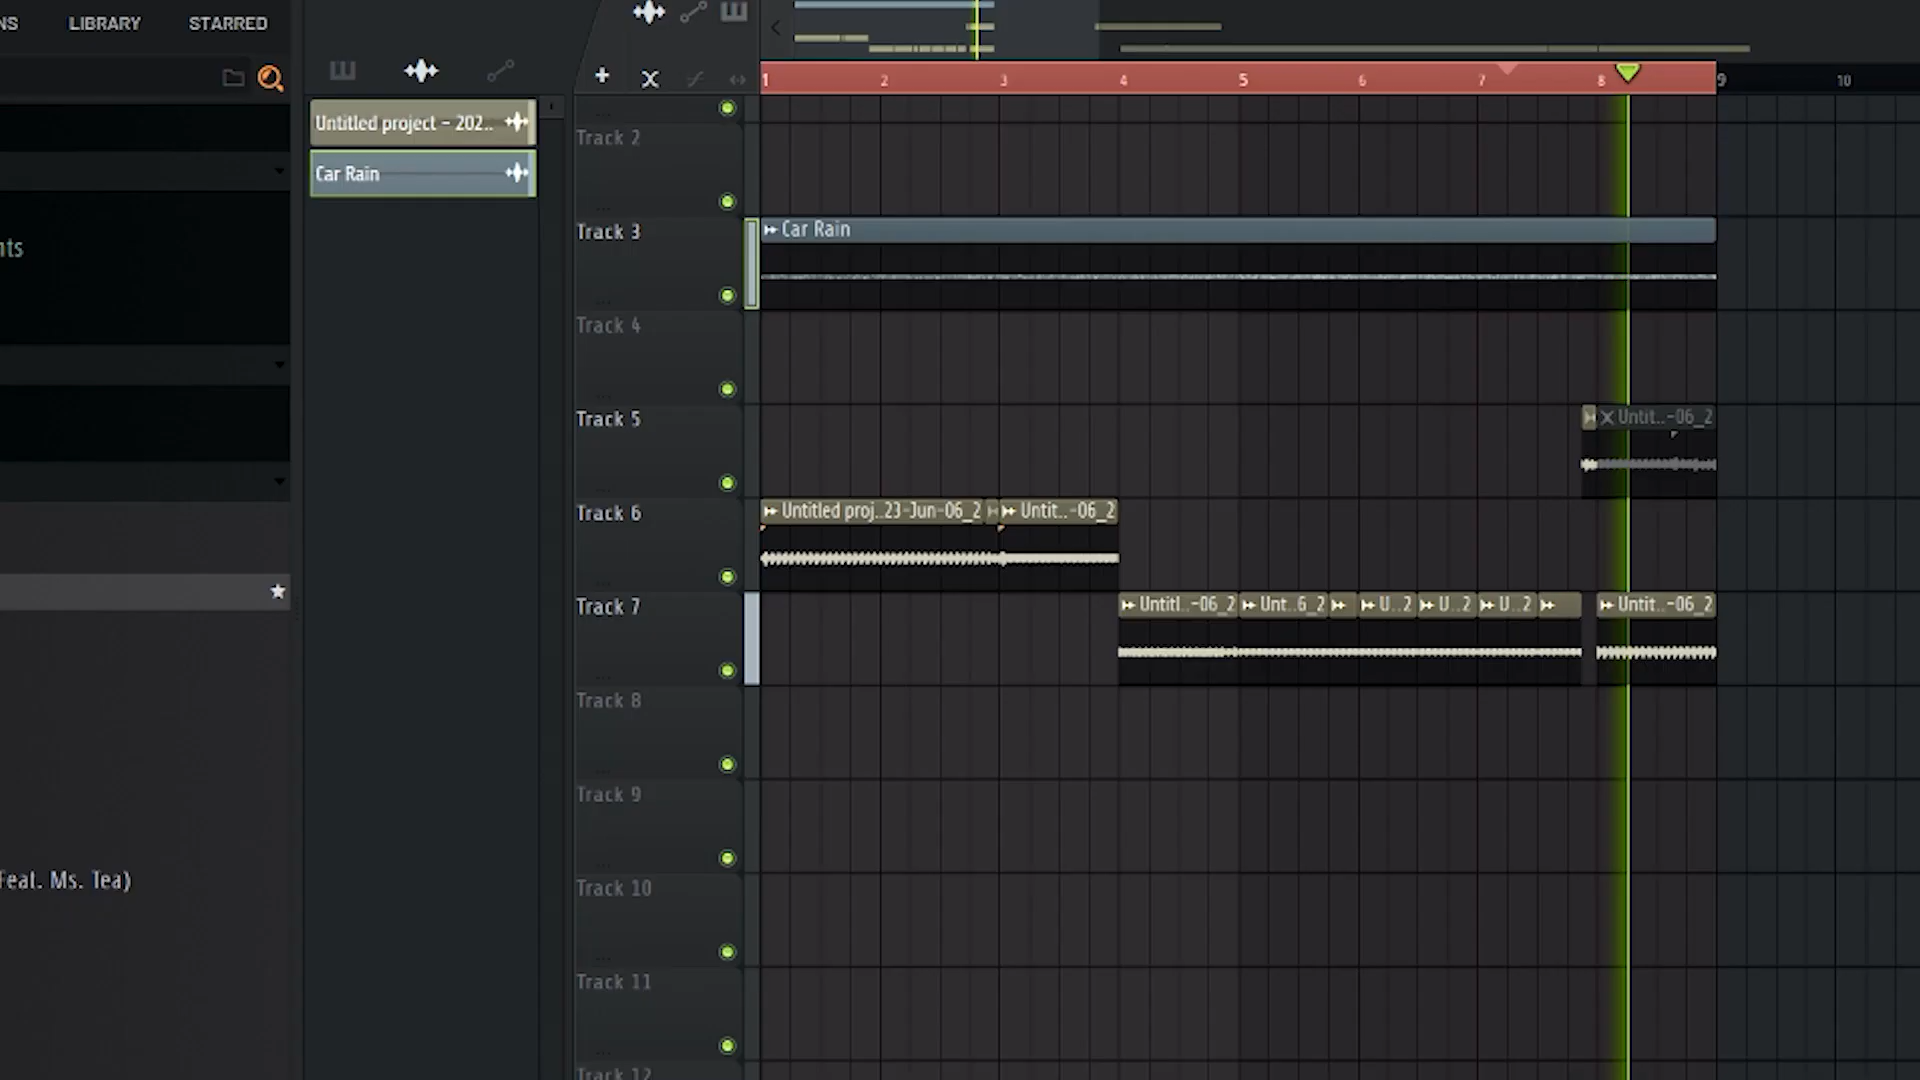 NS LIBRARY STARRED
1 2 3 4 5 6 7 8 9 10
Untitled project - 202..
Car Rain
nts
Feat. Ms. Tea)
Track 2
Track 3
Car Rain
Track 4
Track 5
Untit..-06_2
Track 6
Untitled proj..23-Jun-06_2 Untit..-06_2
Track 7
Untitl..-06_2 Unt..6_2 U..2 U..2 U..2 Untit..-06_2
Track 8
Track 9
Track 10
Track 11
Track 12